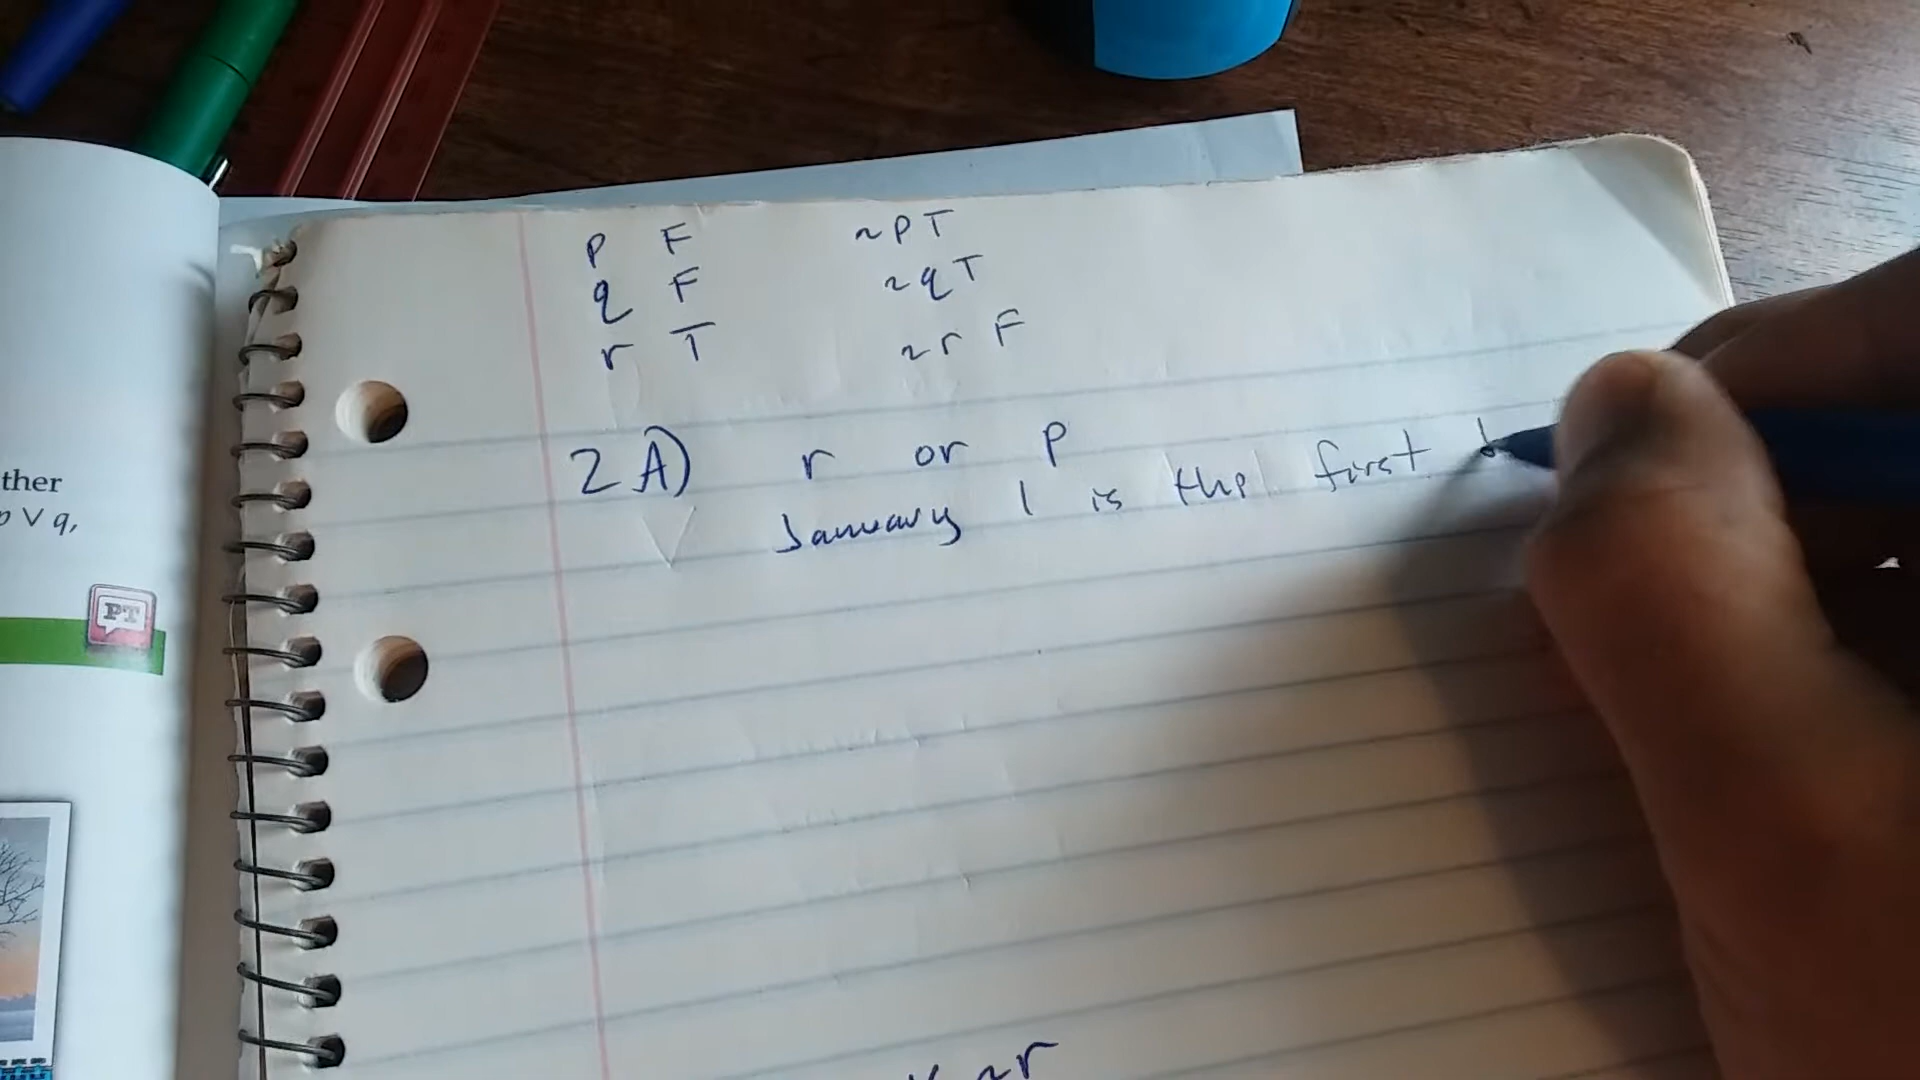 ther
p ∨ q,
PT
p F ~p T
q F ~q T
r T ~r F
2A) r or p
January 1 is the first
~r